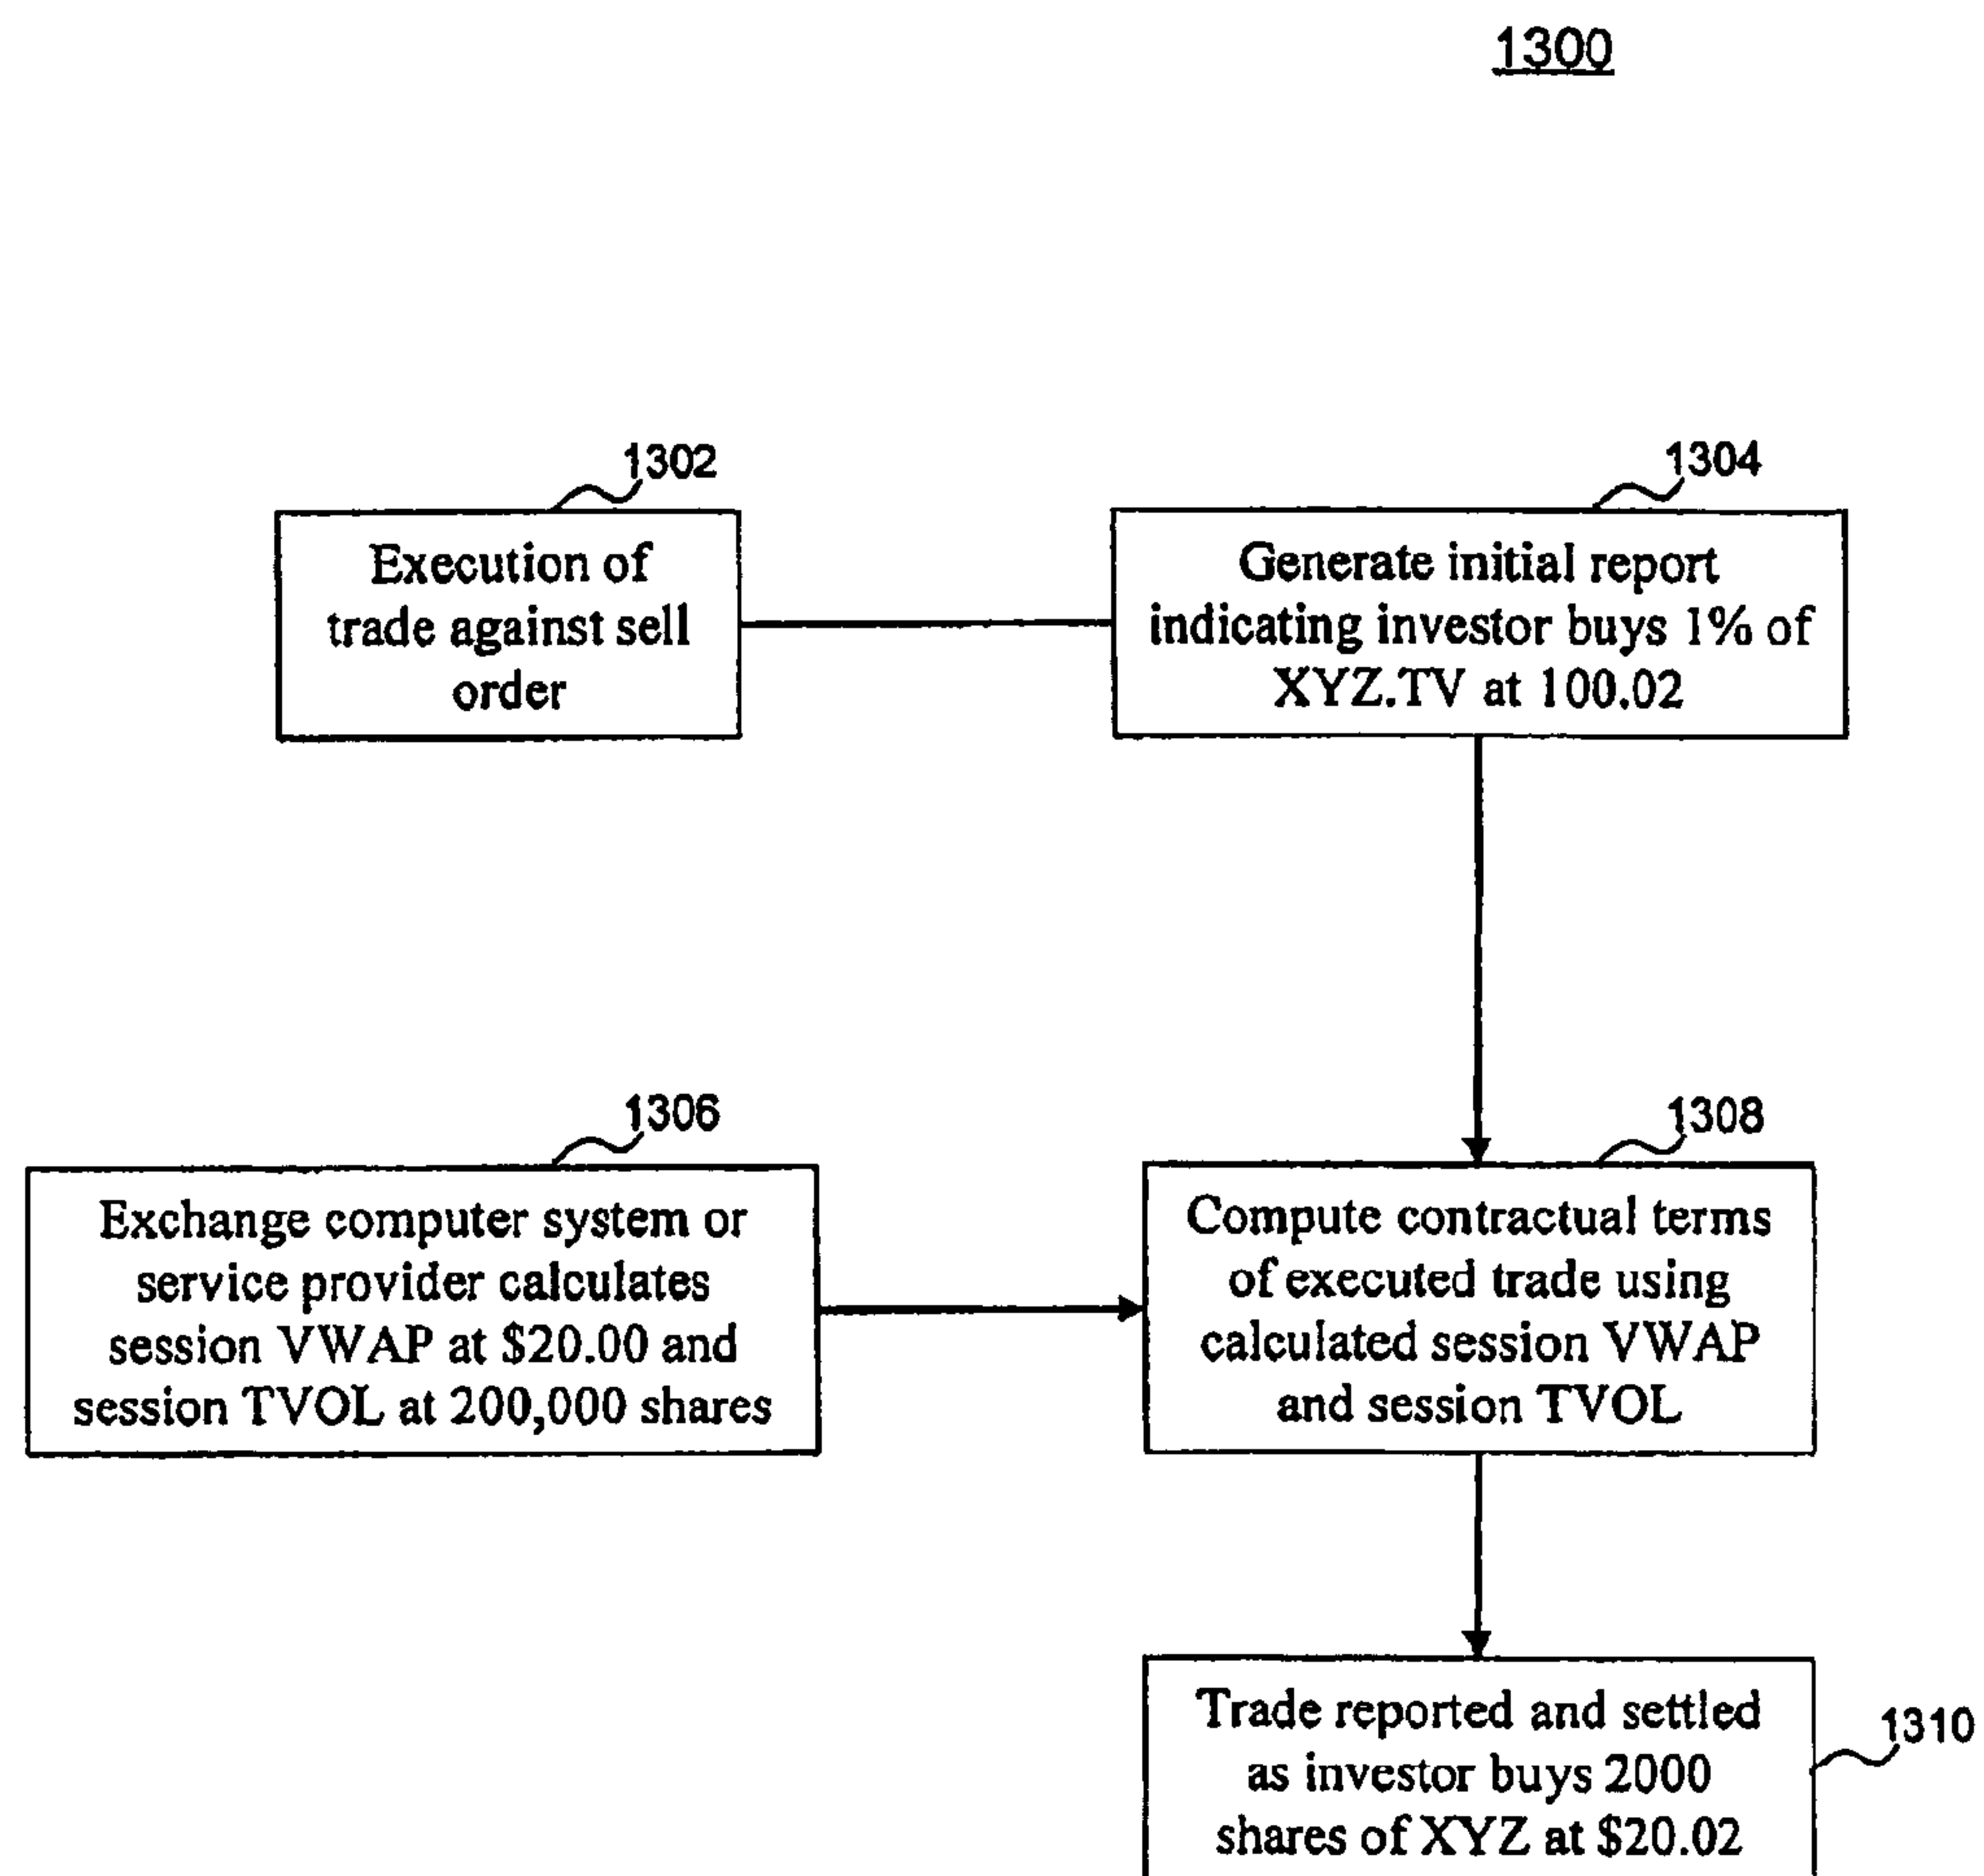 1300
1302
Execution of
trade against sell
order
1304
Generate initial report
indicating investor buys 1% of
XYZ.TV at 100.02
1306
Exchange computer system or
service provider calculates
session VWAP at $20.00 and
session TVOL at 200,000 shares
1308
Compute contractual terms
of executed trade using
calculated session VWAP
and session TVOL
Trade reported and settled
as investor buys 2000
shares of XYZ at $20.02
1310